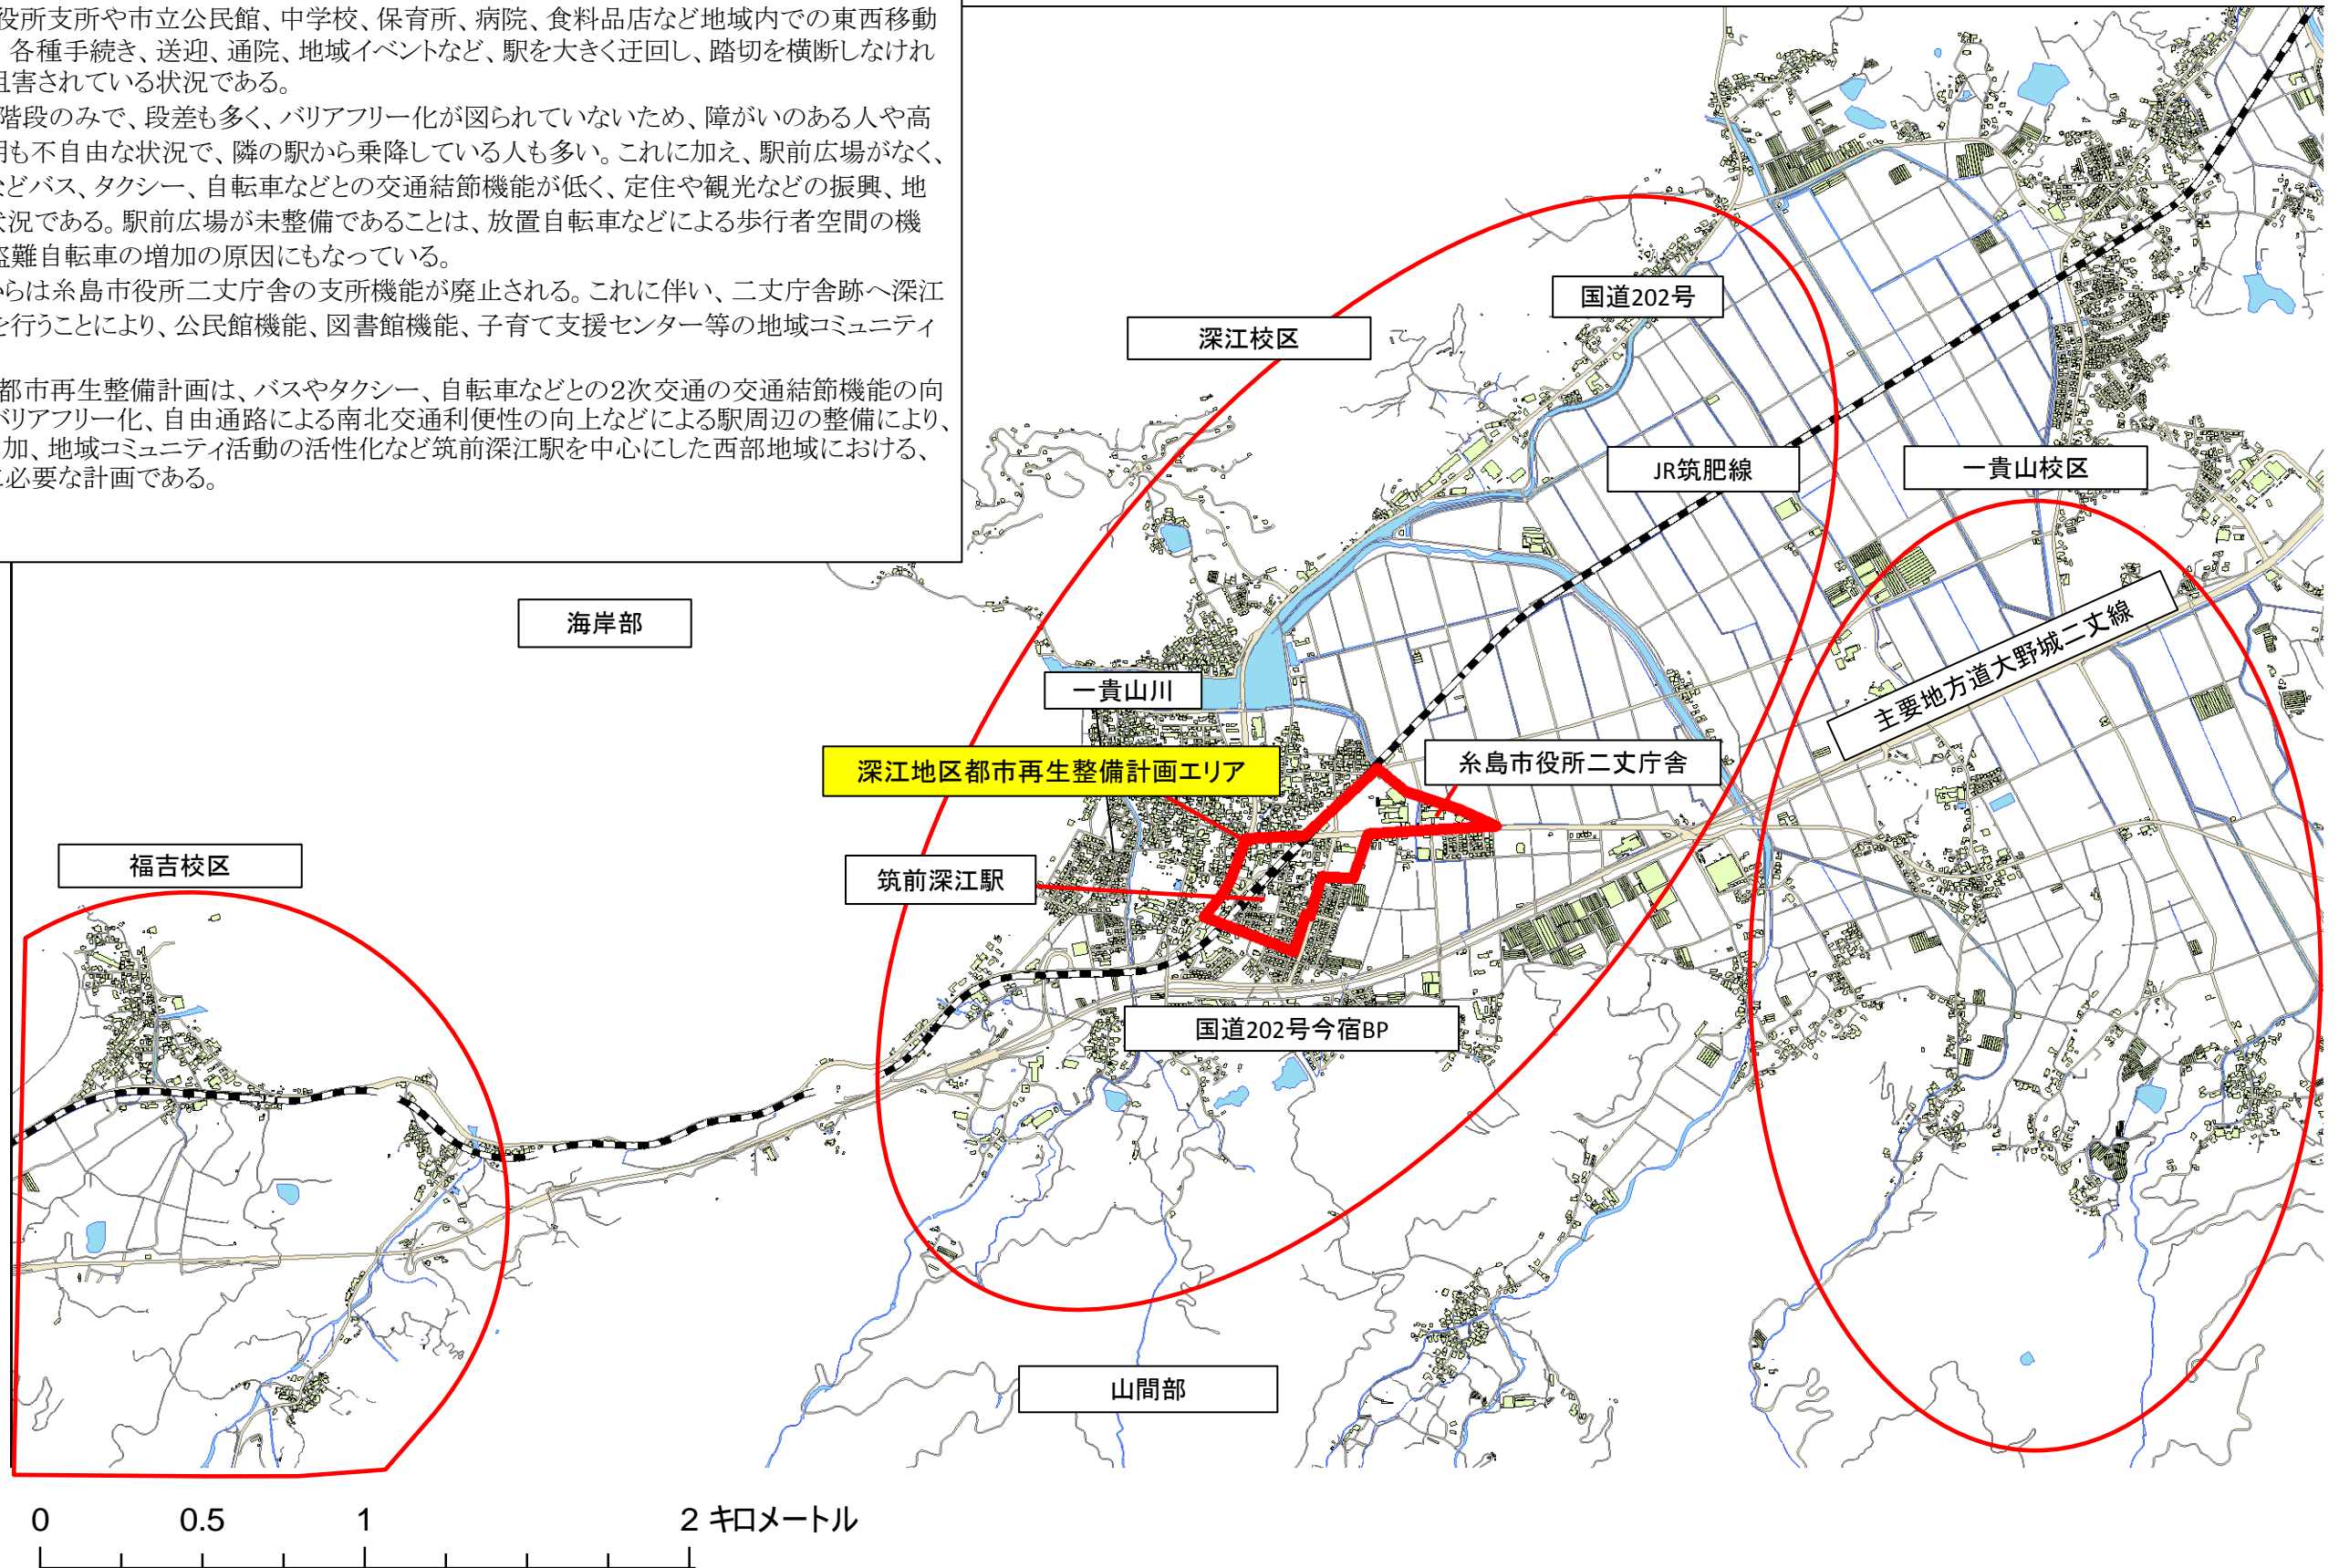 役所支所や市立公民館、中学校、保育所、病院、食料品店など地域内での東西移動
各種手続き、送迎、通院、地域イベントなど、駅を大きく迂回し、踏切を横断しなけれ
阻害されている状況である。
階段のみで、段差も多く、バリアフリー化が図られていないため、障がいのある人や高
用も不自由な状況で、隣の駅から乗降している人も多い。これに加え、駅前広場がなく、
などバス、タクシー、自転車などとの交通結節機能が低く、定住や観光などの振興、地
状況である。駅前広場が未整備であることは、放置自転車などによる歩行者空間の機
盗難自転車の増加の原因にもなっている。
からは糸島市役所二丈庁舎の支所機能が廃止される。これに伴い、二丈庁舎跡へ深江
を行うことにより、公民館機能、図書館機能、子育て支援センター等の地域コミュニティ
都市再生整備計画は、バスやタクシー、自転車などとの2次交通の交通結節機能の向
バリアフリー化、自由通路による南北交通利便性の向上などによる駅周辺の整備により、
加、地域コミュニティ活動の活性化など筑前深江駅を中心にした西部地域における、
に必要な計画である。
国道202号
深江校区
JR筑肥線
一貴山校区
海岸部
主要地方道大野城二丈線
一貴山川
深江地区都市再生整備計画エリア
糸島市役所二丈庁舎
福吉校区
筑前深江駅
国道202号今宿BP
山間部
0 0.5 1 2 キロメートル